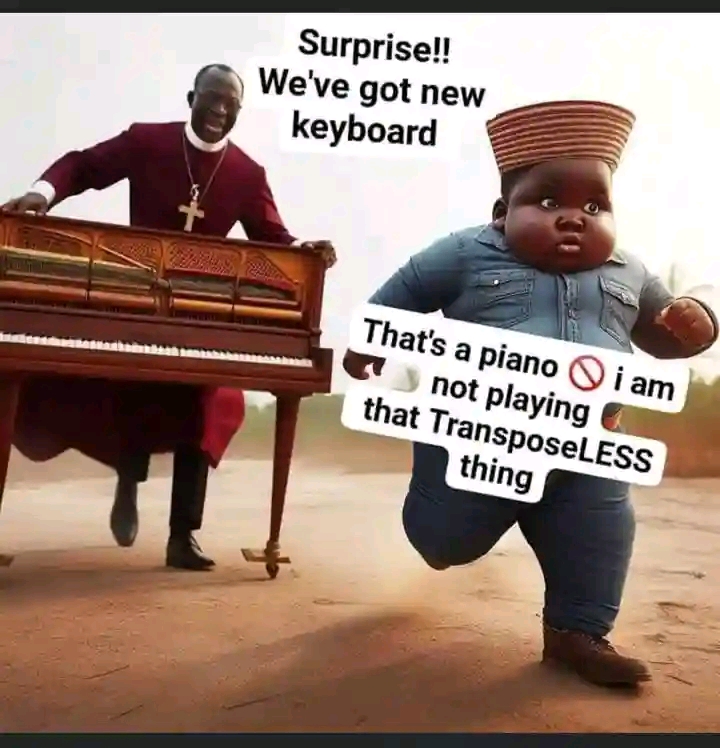 Surprise!!
We've got new
keyboard
That's a piano 🚫 i am
not playing
that TransposeLESS
thing